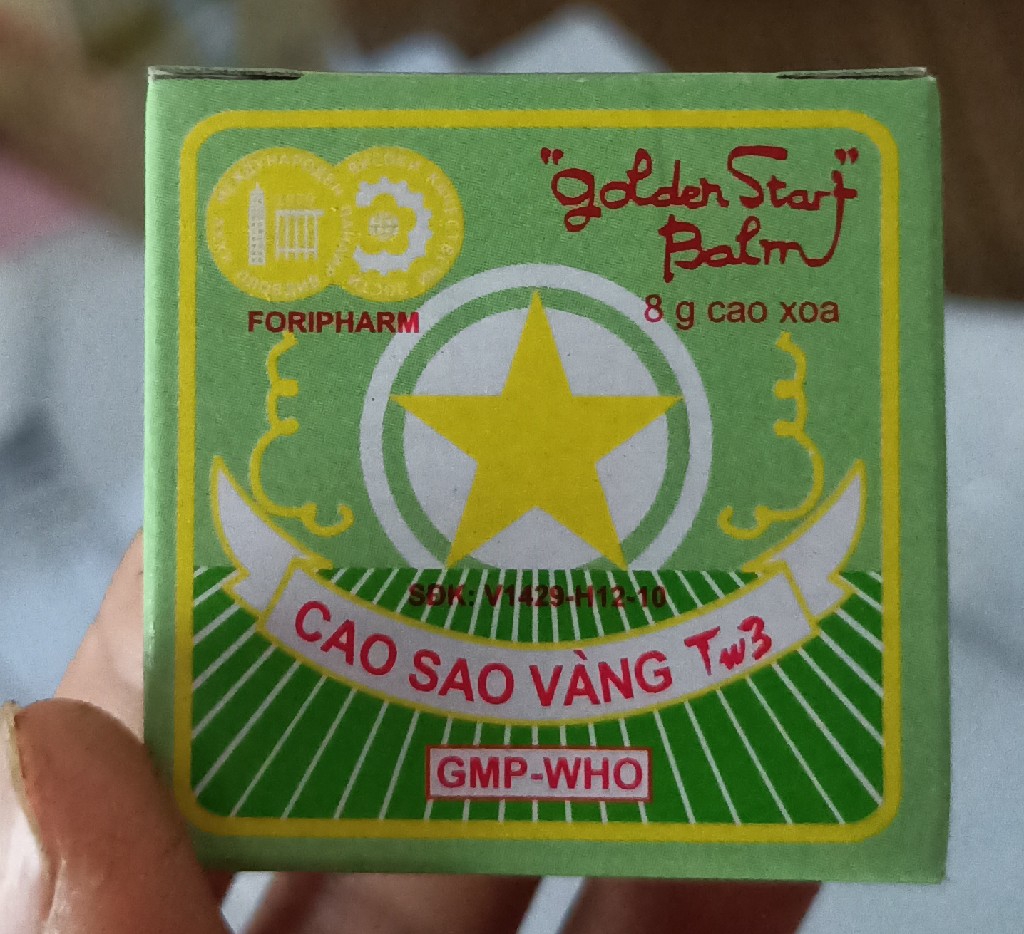 "Golden Star"
Balm
8 g cao xoa
FORIPHARM
SĐK: V1429-H12-10
CAO SAO VÀNG TW3
GMP-WHO